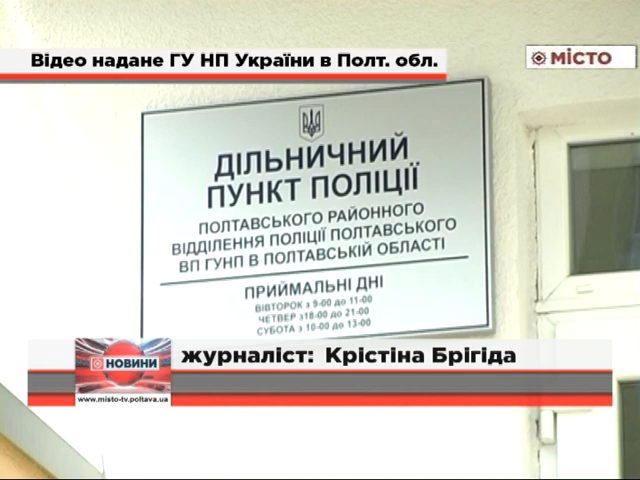 Відео надане ГУ НП України в Полт. обл.
МІСТО
ДІЛЬНИЧНИЙ
ПУНКТ ПОЛІЦІЇ
ПОЛТАВСЬКОГО РАЙОННОГО
ВІДДІЛЕННЯ ПОЛІЦІЇ ПОЛТАВСЬКОГО
ВП ГУНП В ПОЛТАВСЬКІЙ ОБЛАСТІ
ПРИЙМАЛЬНІ ДНІ
ВІВТОРОК з 9-00 до 11-00
ЧЕТВЕР з18-00 до 21-00
СУБОТА з 10-00 до 13-00
журналіст: Крістіна Брігіда
НОВИНИ
www.misto-tv.poltava.ua